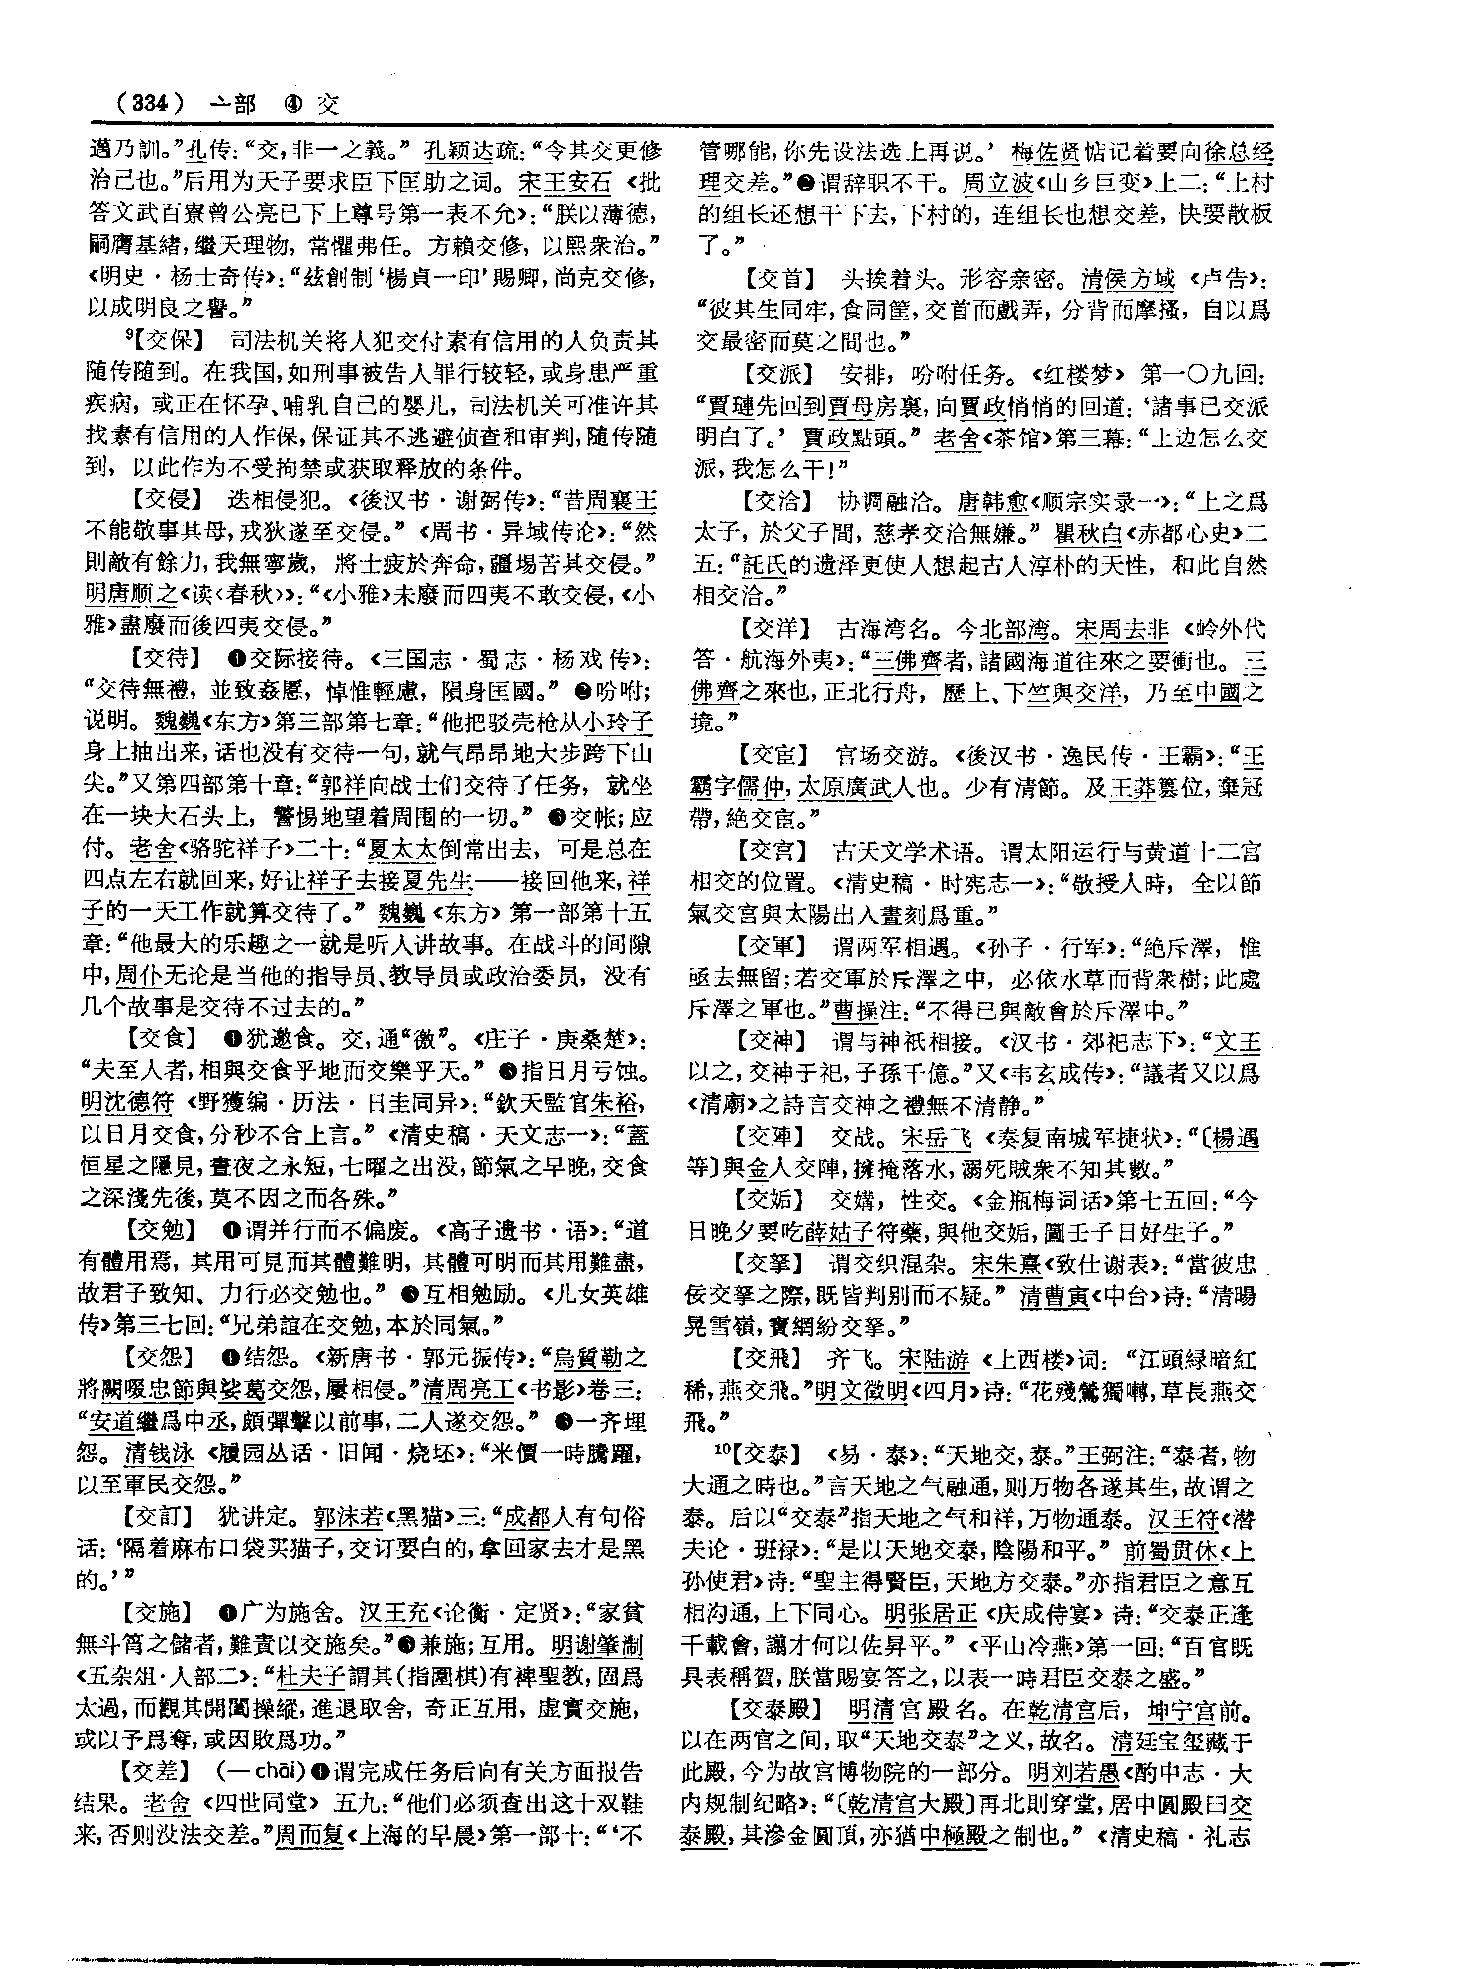 (334) 亠部 ④ 交
邁乃訓。”孔传：“交，非一之義。” 孔颖达疏：“令其交更修
治己也。”后用为天子要求臣下匡助之词。宋王安石《批
答文武百寮曾公亮已下上尊号第一表不允》：“朕以薄德，
嗣膺基緒，繼天理物，常懼弗任。方賴交修，以熙衆治。”
《明史·杨士奇传》：“兹創制‘楊貞一印’賜卿，尚克交修，
以成明良之譽。”
9【交保】 司法机关将人犯交付素有信用的人负责其
随传随到。在我国，如刑事被告人罪行较轻，或身患严重
疾病，或正在怀孕、哺乳自己的婴儿，司法机关可准许其
找素有信用的人作保，保证其不逃避侦查和审判，随传随
到，以此作为不受拘禁或获取释放的条件。
【交侵】 迭相侵犯。《後汉书·谢弼传》：“昔周襄王
不能敬事其母，戎狄遂至交侵。”《周书·异域传论》：“然
則敵有餘力，我無寧歲，將士疲於奔命，疆埸苦其交侵。”
明唐顺之《读〈春秋〉》：“《小雅》未廢而四夷不敢交侵，《小
雅》盡廢而後四夷交侵。”
【交待】 ❶交际接待。《三国志·蜀志·杨戏传》：
“交待無禮，並致姦慝，悼惟輕慮，隕身匡國。”❷吩咐；
说明。魏巍《东方》第三部第七章：“他把驳壳枪从小玲子
身上抽出来，话也没有交待一句，就气昂昂地大步跨下山
尖。”又第四部第十章：“郭祥向战士们交待了任务，就坐
在一块大石头上，警惕地望着周围的一切。”❸交帐；应
付。老舍《骆驼祥子》二十：“夏太太倒常出去，可是总在
四点左右就回来，好让祥子去接夏先生——接回他来，祥
子的一天工作就算交待了。”魏巍《东方》第一部第十五
章：“他最大的乐趣之一就是听人讲故事。在战斗的间隙
中，周仆无论是当他的指导员、教导员或政治委员，没有
几个故事是交待不过去的。”
【交食】 ❶犹邀食。交，通“徼”。《庄子·庚桑楚》：
“夫至人者，相與交食乎地而交樂乎天。”❷指日月亏蚀。
明沈德符《野獲编·历法·日圭同异》：“欽天監官朱裕，
以日月交食，分秒不合上言。”《清史稿·天文志一》：“蓋
恒星之隱見，晝夜之永短，七曜之出没，節氣之早晚，交食
之深淺先後，莫不因之而各殊。”
【交勉】 ❶谓并行而不偏废。《高子遗书·语》：“道
有體用焉，其用可見而其體難明，其體可明而其用難盡，
故君子致知、力行必交勉也。”❷互相勉励。《儿女英雄
传》第三七回：“兄弟誼在交勉，本於同氣。”
【交怨】 ❶结怨。《新唐书·郭元振传》：“烏質勒之
將闕啜忠節與娑葛交怨，屢相侵。”清周亮工《书影》卷三：
“安道繼爲中丞，頗彈擊以前事，二人遂交怨。”❷一齐埋
怨。清钱泳《履园丛话·旧闻·烧坯》：“米價一時騰躍，
以至軍民交怨。”
【交訂】 犹讲定。郭沫若《黑猫》三：“成都人有句俗
话：‘隔着麻布口袋买猫子，交订要白的，拿回家去才是黑
的。’”
【交施】 ❶广为施舍。汉王充《论衡·定贤》：“家貧
無斗筲之儲者，難責以交施矣。”❷兼施；互用。明谢肇淛
《五杂俎·人部二》：“杜夫子謂其(指圍棋)有裨聖教，固爲
太過，而觀其開闔操縱，進退取舍，奇正互用，虚實交施，
或以予爲奪，或因敗爲功。”
【交差】 (—chāi)❶谓完成任务后向有关方面报告
结果。老舍《四世同堂》五九：“他们必须查出这十双鞋
来，否则没法交差。”周而复《上海的早晨》第一部十：“‘不
管哪能，你先设法选上再说。’梅佐贤惦记着要向徐总经
理交差。”❷谓辞职不干。周立波《山乡巨变》上二：“上村
的组长还想干下去，下村的，连组长也想交差，快要散板
了。”
【交首】 头挨着头。形容亲密。清侯方域《卢告》：
“彼其生同牢，食同筐，交首而戲弄，分背而摩搔，自以爲
交最密而莫之間也。”
【交派】 安排，吩咐任务。《红楼梦》第一〇九回：
“賈璉先回到賈母房裏，向賈政悄悄的回道：‘諸事已交派
明白了。’賈政點頭。”老舍《茶馆》第三幕：“上边怎么交
派，我怎么干！”
【交洽】 协调融洽。唐韩愈《顺宗实录一》：“上之爲
太子，於父子間，慈孝交洽無嫌。”瞿秋白《赤都心史》二
五：“託氏的遗泽更使人想起古人淳朴的天性，和此自然
相交洽。”
【交洋】 古海湾名。今北部湾。宋周去非《岭外代
答·航海外夷》：“三佛齊者，諸國海道往來之要衝也。三
佛齊之來也，正北行舟，歷上、下竺與交洋，乃至中國之
境。”
【交宦】 官场交游。《後汉书·逸民传·王霸》：“王
霸字儒仲，太原廣武人也。少有清節。及王莽篡位，棄冠
帶，絶交宦。”
【交宫】 古天文学术语。谓太阳运行与黄道十二宫
相交的位置。《清史稿·时宪志一》：“敬授人時，全以節
氣交宫與太陽出入晝刻爲重。”
【交軍】 谓两军相遇。《孙子·行军》：“絶斥澤，惟
亟去無留；若交軍於斥澤之中，必依水草而背衆樹；此處
斥澤之軍也。”曹操注：“不得已與敵會於斥澤中。”
【交神】 谓与神祇相接。《汉书·郊祀志下》：“文王
以之，交神于祀，子孫千億。”又《韦玄成传》：“議者又以爲
《清廟》之詩言交神之禮無不清静。”
【交陣】 交战。宋岳飞《奏复南城军捷状》：“〔楊遇
等〕與金人交陣，擁掩落水，溺死賊衆不知其數。”
【交姤】 交媾，性交。《金瓶梅词话》第七五回：“今
日晚夕要吃薛姑子符藥，與他交姤，圖壬子日好生子。”
【交挐】 谓交织混杂。宋朱熹《致仕谢表》：“當彼忠
佞交挐之際，既皆判别而不疑。”清曹寅《中台》诗：“清暘
晃雪嶺，寳網紛交挐。”
【交飛】 齐飞。宋陆游《上西楼》词：“江頭緑暗紅
稀，燕交飛。”明文徵明《四月》诗：“花殘鶯獨囀，草長燕交
飛。”
10【交泰】 《易·泰》：“天地交，泰。”王弼注：“泰者，物
大通之時也。”言天地之气融通，则万物各遂其生，故谓之
泰。后以“交泰”指天地之气和祥，万物通泰。汉王符《潜
夫论·班禄》：“是以天地交泰，陰陽和平。”前蜀贯休《上
孙使君》诗：“聖主得賢臣，天地方交泰。”亦指君臣之意互
相沟通，上下同心。明张居正《庆成侍宴》诗：“交泰正逢
千載會，譾才何以佐昇平。”《平山冷燕》第一回：“百官既
具表稱賀，朕當賜宴答之，以表一時君臣交泰之盛。”
【交泰殿】 明清宫殿名。在乾清宫后，坤宁宫前。
以在两宫之间，取“天地交泰”之义，故名。清廷宝玺藏于
此殿，今为故宫博物院的一部分。明刘若愚《酌中志·大
内规制纪略》：“〔乾清宫大殿〕再北則穿堂，居中圓殿曰交
泰殿，其滲金圓頂，亦猶中極殿之制也。”《清史稿·礼志